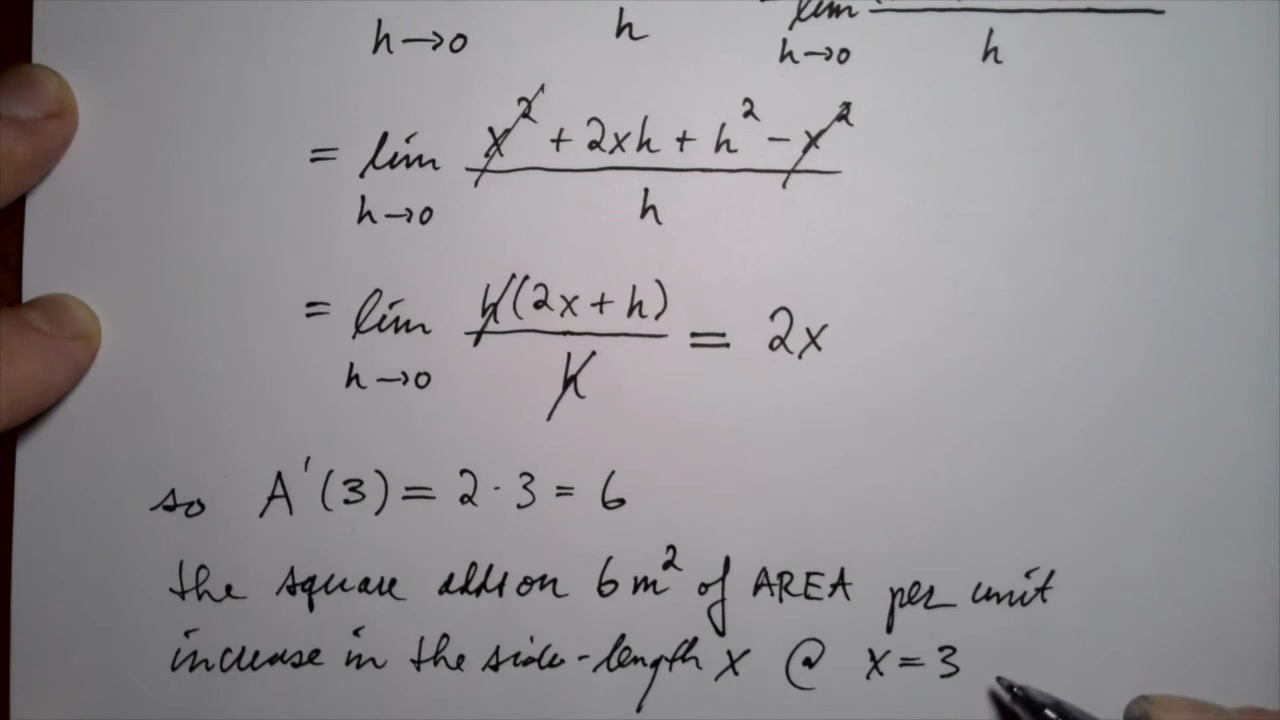 h→0 h lim h→0 h
= lim h→0 x² + 2xh + h² - x² / h
= lim h→0 h(2x + h) / h = 2x
so A'(3) = 2 · 3 = 6
the square adds on 6 m² of AREA per unit
increase in the side-length x @ x = 3